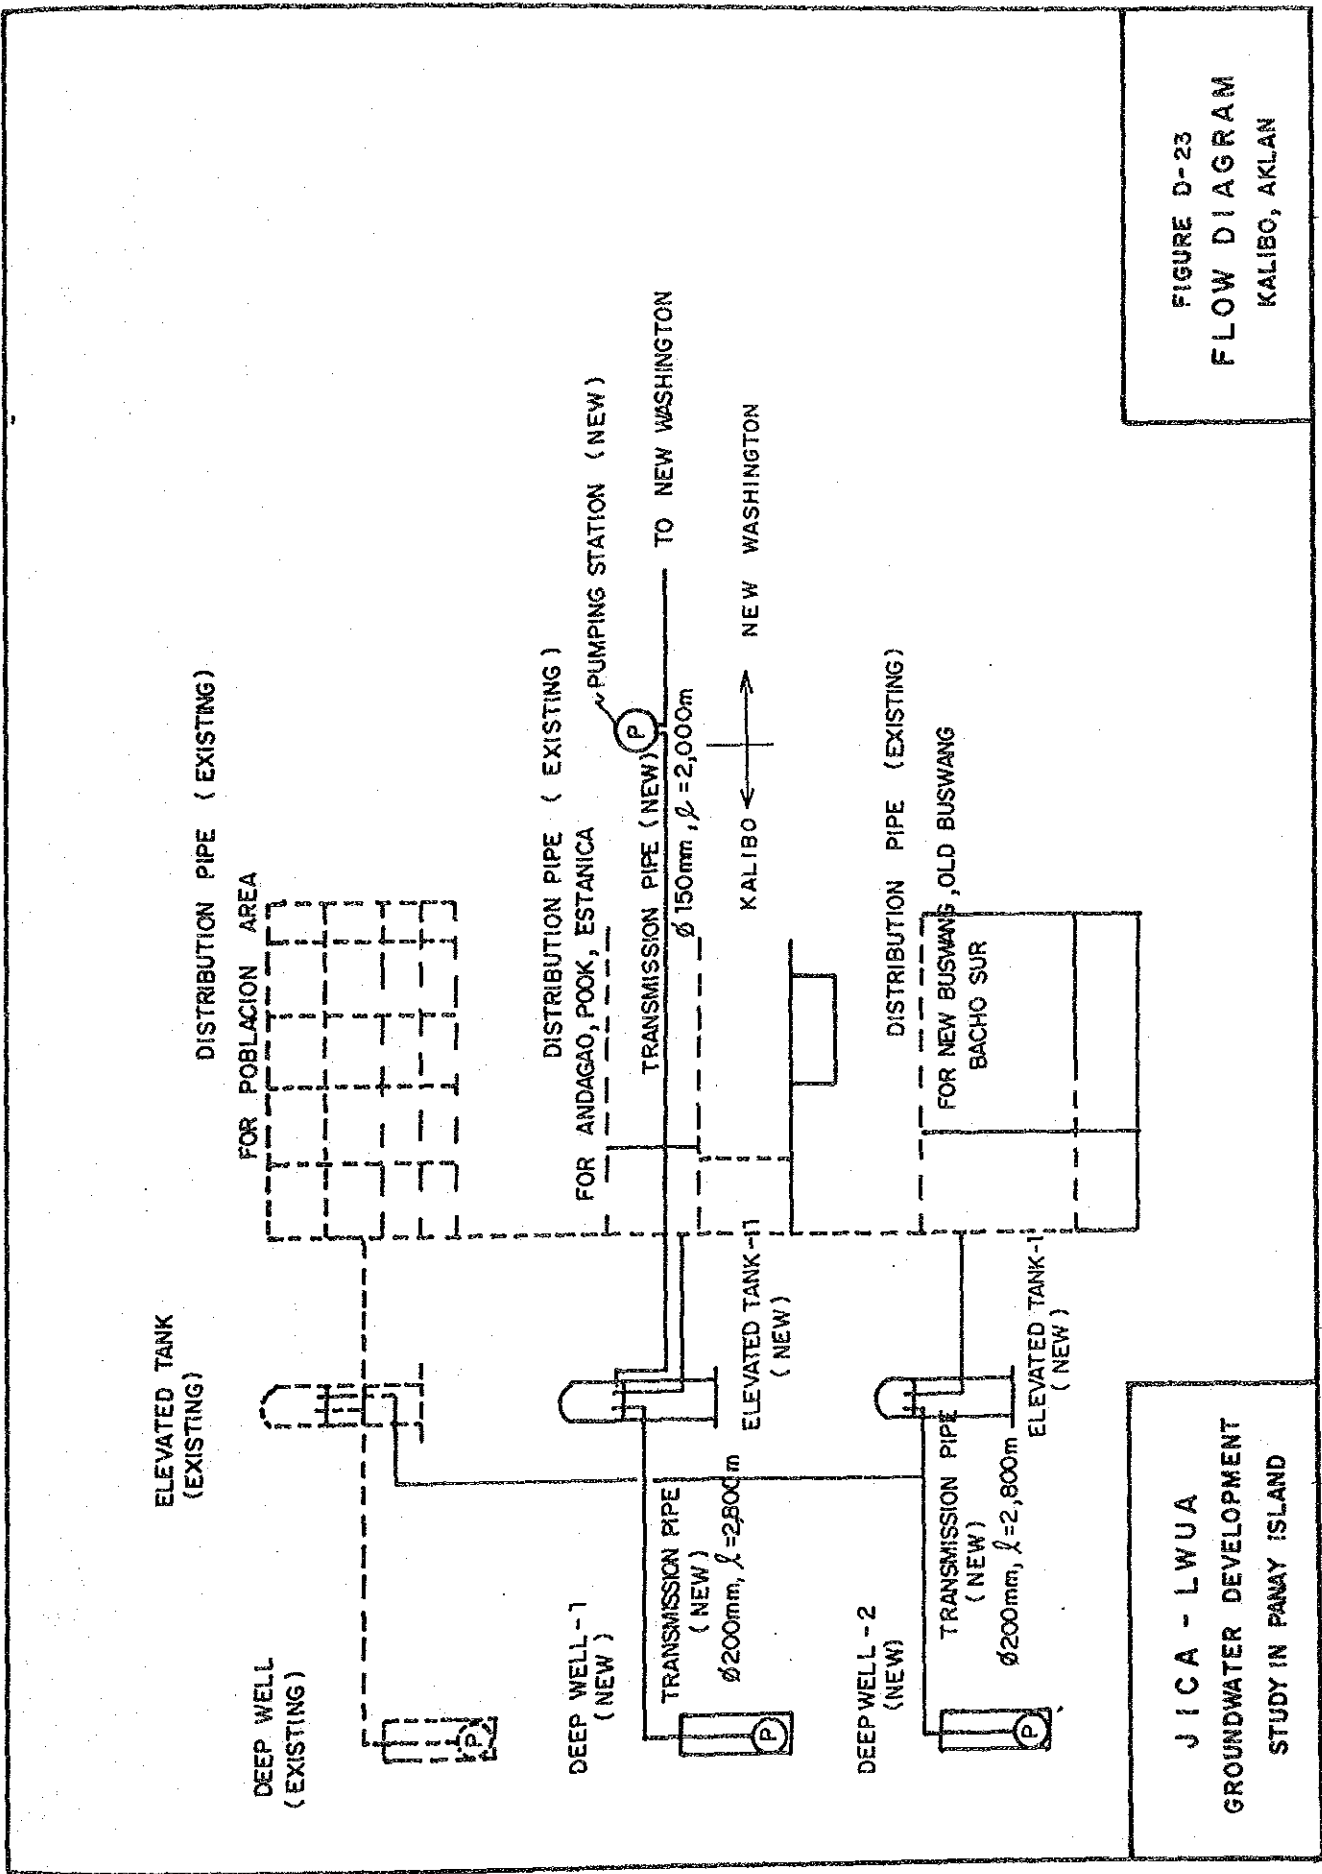 DEEP WELL
(EXISTING)
ELEVATED TANK
(EXISTING)
DISTRIBUTION PIPE (EXISTING)
FOR POBLACION AREA
P
DEEP WELL-1
(NEW)
TRANSMISSION PIPE
(NEW)
Ø200mm, ℓ=2,800m
P
ELEVATED TANK-11
(NEW)
DISTRIBUTION PIPE (EXISTING)
FOR ANDAGAO, POOK, ESTANICA
TRANSMISSION PIPE (NEW)
Ø150mm, ℓ=2,000m
P
PUMPING STATION (NEW)
TO NEW WASHINGTON
KALIBO ←→ NEW WASHINGTON
DEEPWELL-2
(NEW)
TRANSMISSION PIPE
(NEW)
Ø200mm, ℓ=2,800m
P
ELEVATED TANK-1
(NEW)
DISTRIBUTION PIPE (EXISTING)
FOR NEW BUSWANG, OLD BUSWANG
BACHO SUR
JICA - LWUA
GROUNDWATER DEVELOPMENT
STUDY IN PANAY ISLAND
FIGURE D-23
FLOW DIAGRAM
KALIBO, AKLAN